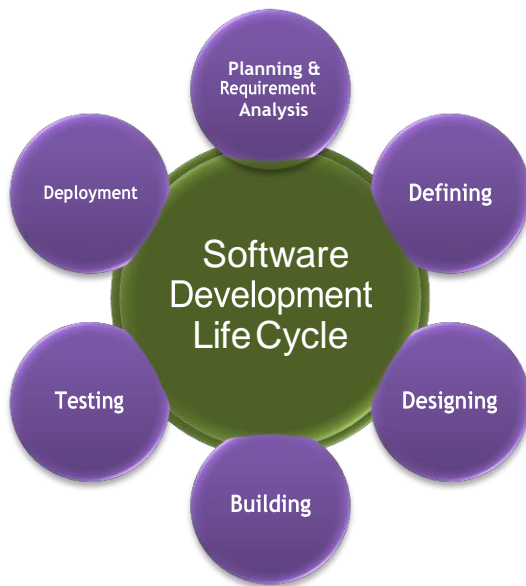 Planning &
Requirement
Analysis
Deployment
Defining
Software
Development
Life Cycle
Testing
Designing
Building